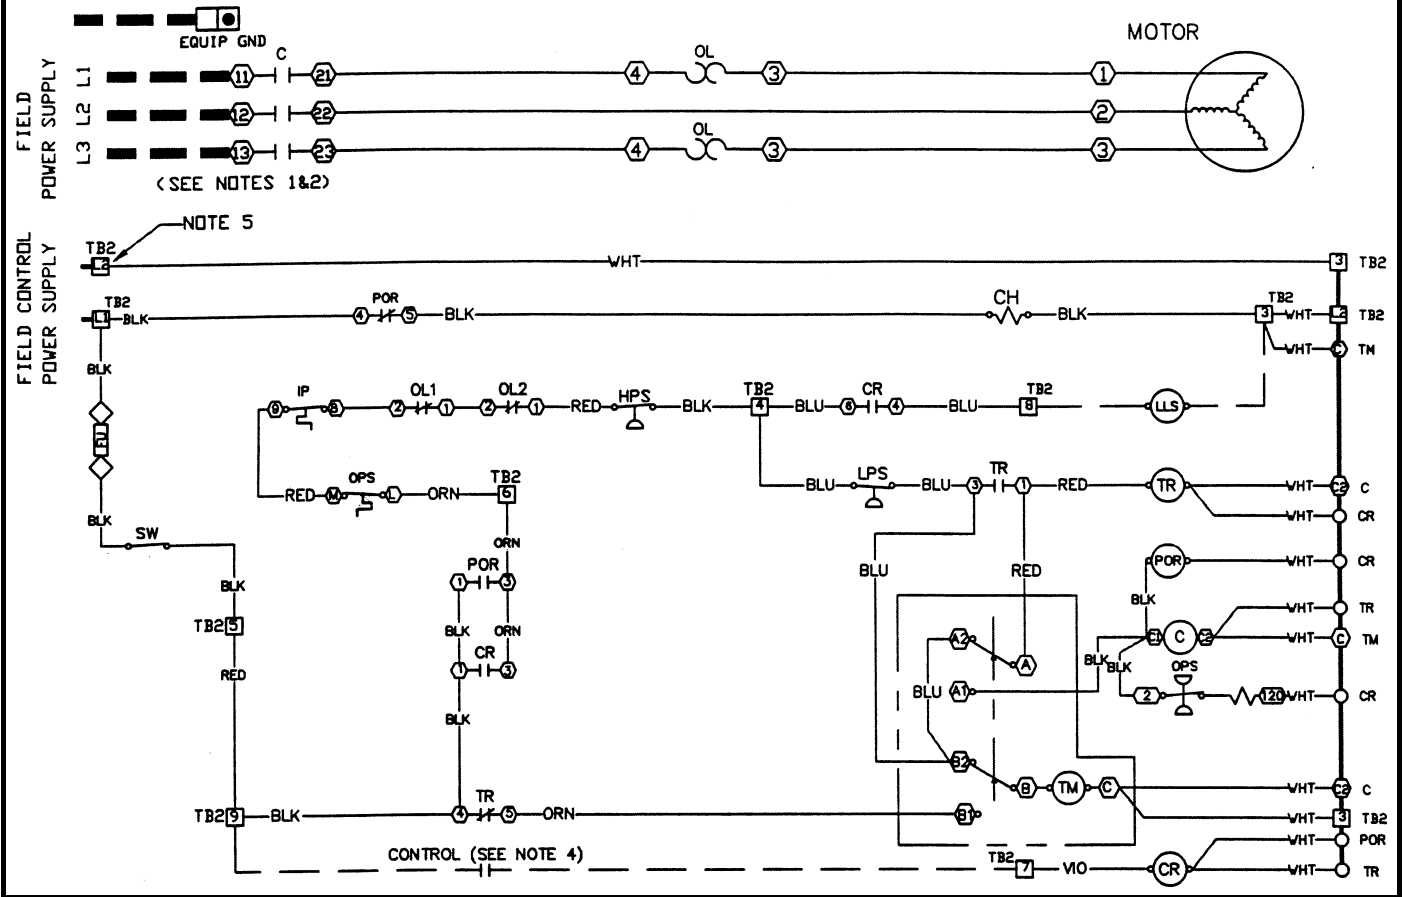 EQUIP GND
MOTOR
FIELD
POWER SUPPLY
L1 11 C 21 4 OL 3 1
L2 12 22 2
L3 13 23 4 OL 3 3
(SEE NOTES 1&2)
NOTE 5
FIELD CONTROL
POWER SUPPLY
TB2 L2 WHT 3 TB2
TB2 L1 BLK 4 POR 5 BLK CH BLK TB2 3 WHT L2 TB2
WHT C TM
BLK
9 IP 8 2 OL1 1 2 OL2 1 RED HPS BLK TB2 4 BLU 6 CR 4 BLU TB2 8 LLS
FU
RED M OPS L ORN TB2 6 BLU LPS BLU 3 TR 1 RED TR WHT C2 C
WHT CR
BLK
SW
ORN
1 POR 3
BLU RED
POR WHT CR
BLK
BLK
TB2 5
BLK ORN
WHT TR
1 CR 3
A2 A
BLK BLK C1 C C2 WHT C TM
RED
BLU A1
OPS
2 120 WHT CR
BLK
B2 B TM C WHT C2 C
TB2 9 BLK 4 TR 5 ORN B1 WHT 3 TB2
WHT POR
CONTROL (SEE NOTE 4)
TB2 7 VIO CR WHT TR